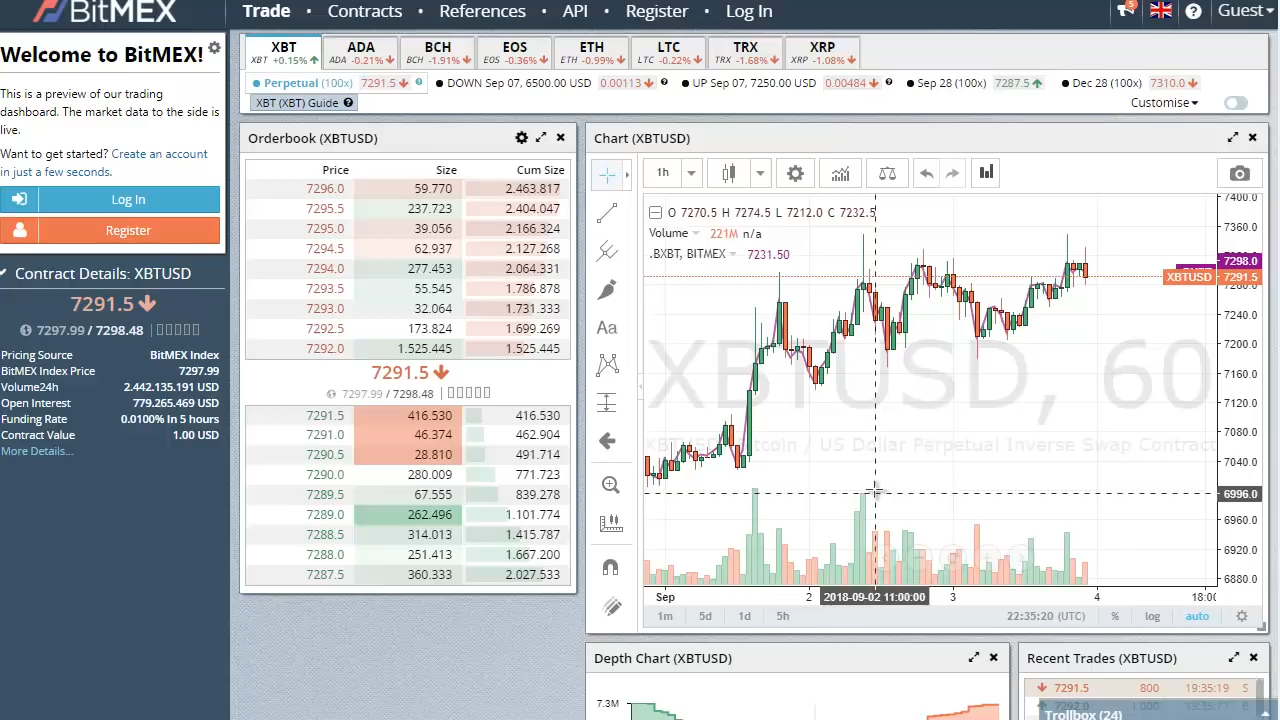 BitMEX
Trade • Contracts • References • API • Register • Log In
5
Guest
Welcome to BitMEX!
This is a preview of our trading
dashboard. The market data to the side is
live.
Want to get started? Create an account
in just a few seconds.
Log In
Register
Contract Details: XBTUSD
7291.5
7297.99 / 7298.48
Pricing Source BitMEX Index
BitMEX Index Price 7297.99
Volume24h 2.442.135.191 USD
Open Interest 779.265.469 USD
Funding Rate 0.0100% In 5 hours
Contract Value 1.00 USD
More Details...
XBT ADA BCH EOS ETH LTC TRX XRP
XBT +0.15% ADA -0.21% BCH -1.91% EOS -0.36% ETH -0.99% LTC -0.22% TRX -1.68% XRP -1.08%
Perpetual (100x) 7291.5 DOWN Sep 07, 6500.00 USD 0.00113 UP Sep 07, 7250.00 USD 0.00484 Sep 28 (100x) 7287.5 Dec 28 (100x) 7310.0
XBT (XBT) Guide
Customise
Orderbook (XBTUSD)
Price Size Cum Size
7296.0 59.770 2.463.817
7295.5 237.723 2.404.047
7295.0 39.056 2.166.324
7294.5 62.937 2.127.268
7294.0 277.453 2.064.331
7293.5 55.545 1.786.878
7293.0 32.064 1.731.333
7292.5 173.824 1.699.269
7292.0 1.525.445 1.525.445
7291.5
7297.99 / 7298.48
7291.5 416.530 416.530
7291.0 46.374 462.904
7290.5 28.810 491.714
7290.0 280.009 771.723
7289.5 67.555 839.278
7289.0 262.496 1.101.774
7288.5 314.013 1.415.787
7288.0 251.413 1.667.200
7287.5 360.333 2.027.533
Chart (XBTUSD)
1h
O 7270.5 H 7274.5 L 7212.0 C 7232.5
Volume 221M n/a
.BXBT, BITMEX 7231.50
Aa
XBTUSD, 60
XBTUSD: Bitcoin / US Dollar Perpetual Inverse Swap Contract
7400.0
7360.0
7298.0
XBTUSD 7291.5
7280.0
7240.0
7200.0
7160.0
7120.0
7080.0
7040.0
6996.0
6960.0
6920.0
6880.0
Sep 2 2018-09-02 11:00:00 3 4 18:00
1m 5d 1d 5h 22:35:20 (UTC) % log auto
Depth Chart (XBTUSD)
7.3M
Recent Trades (XBTUSD)
7291.5 800 19:35:19 S
Trollbox (24)